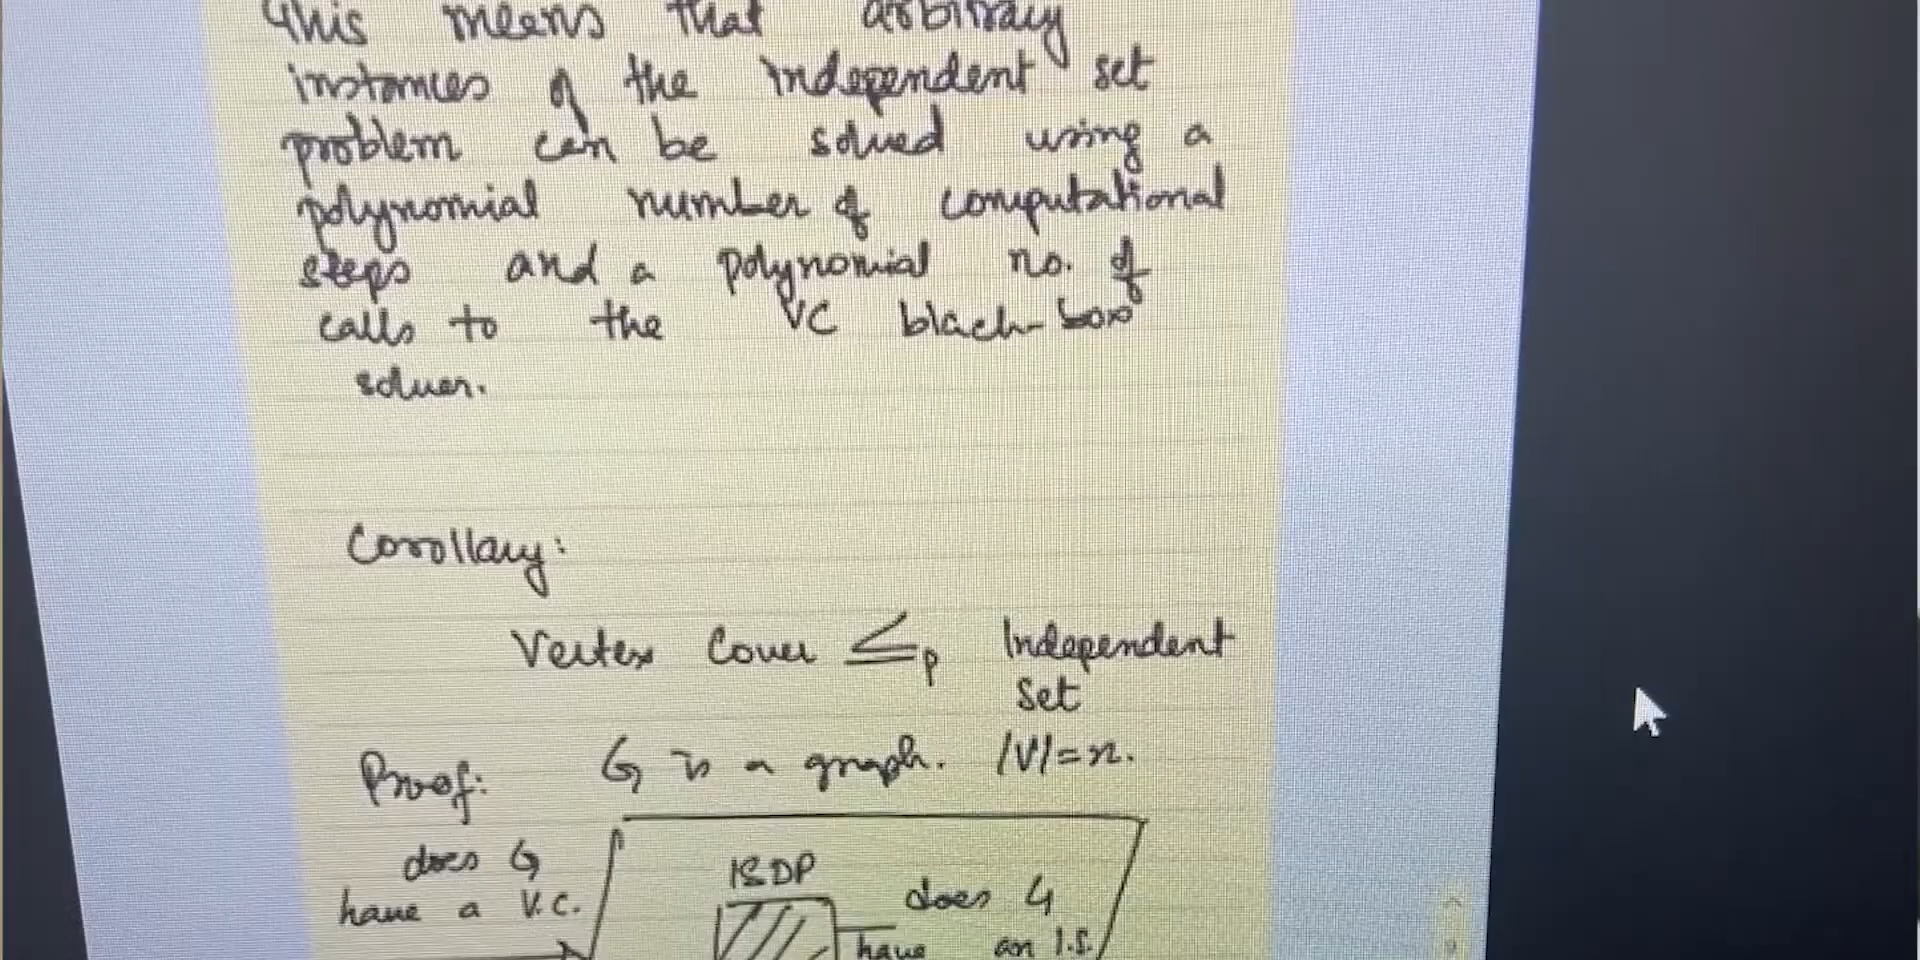 This means that arbitrary
instances of the independent set
problem can be solved using a
polynomial number of computational
steps and a polynomial no. of
calls to the VC black-box
solver.
Corollary:
Vertex Cover ≤p Independent
Set
Proof: G is a graph. |V|=n.
does G
have a V.C.
ISDP
does G
have an I.S.